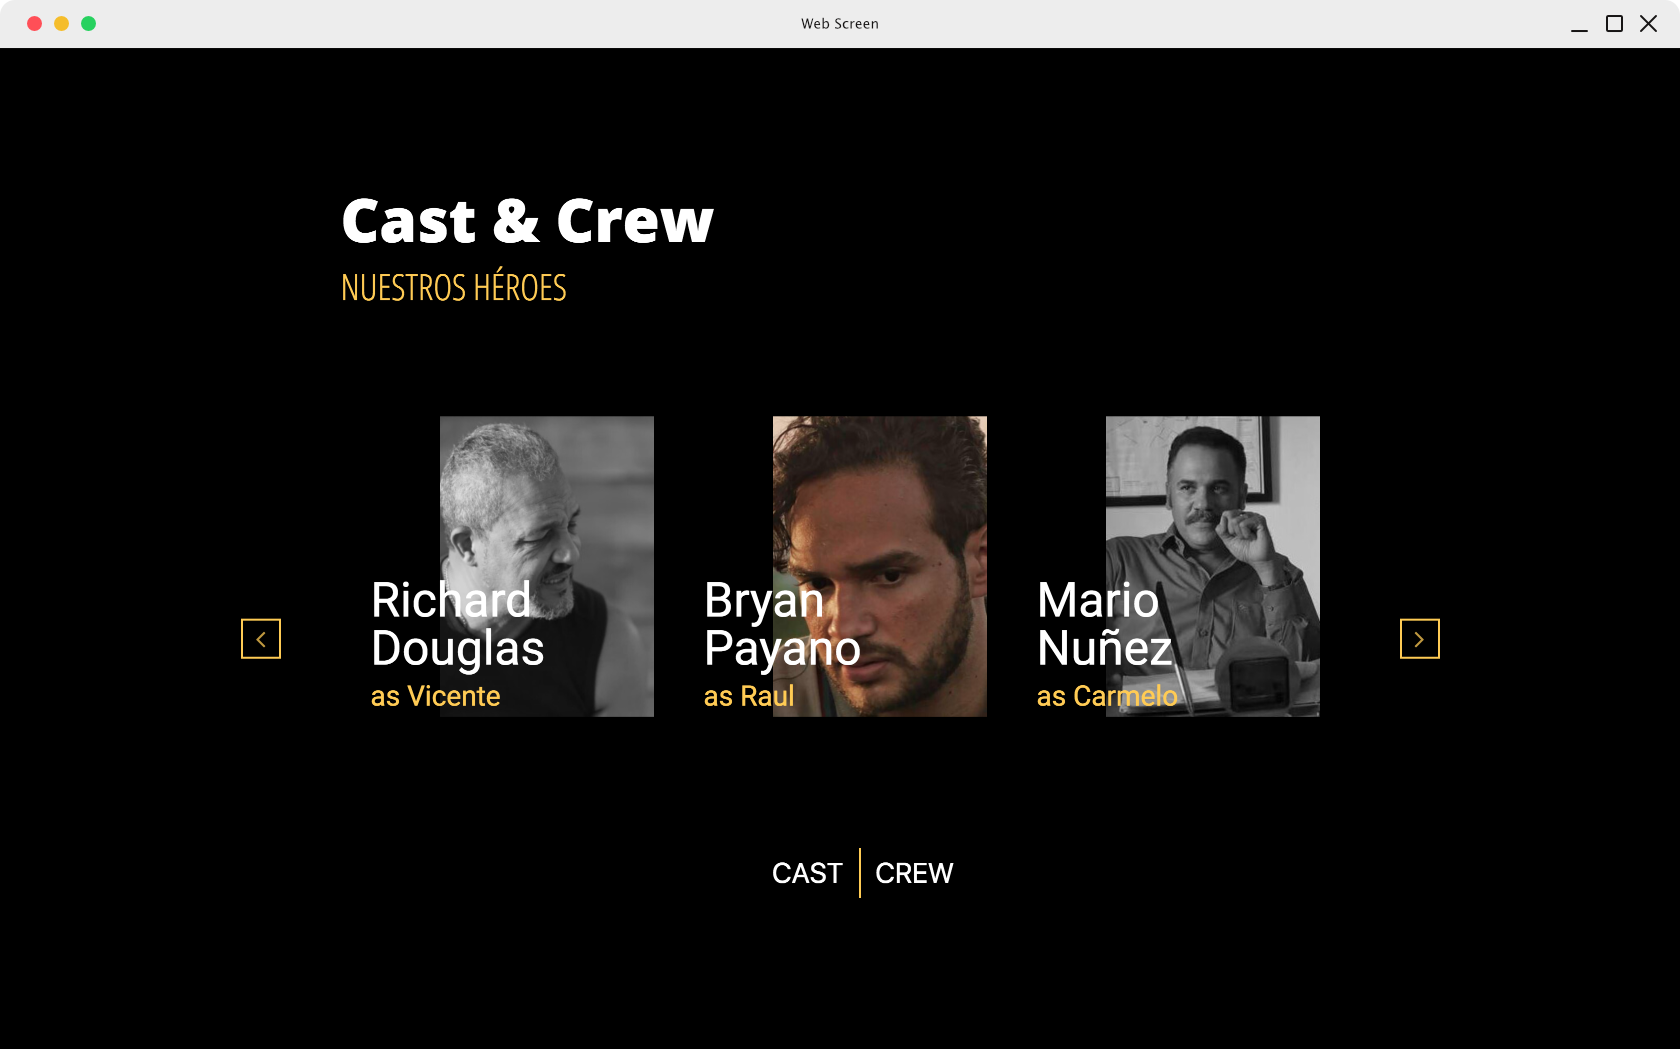 Web Screen
Cast & Crew
NUESTROS HÉROES
Richard
Douglas
as Vicente
Bryan
Payano
as Raul
Mario
Nuñez
as Carmelo
CAST
CREW